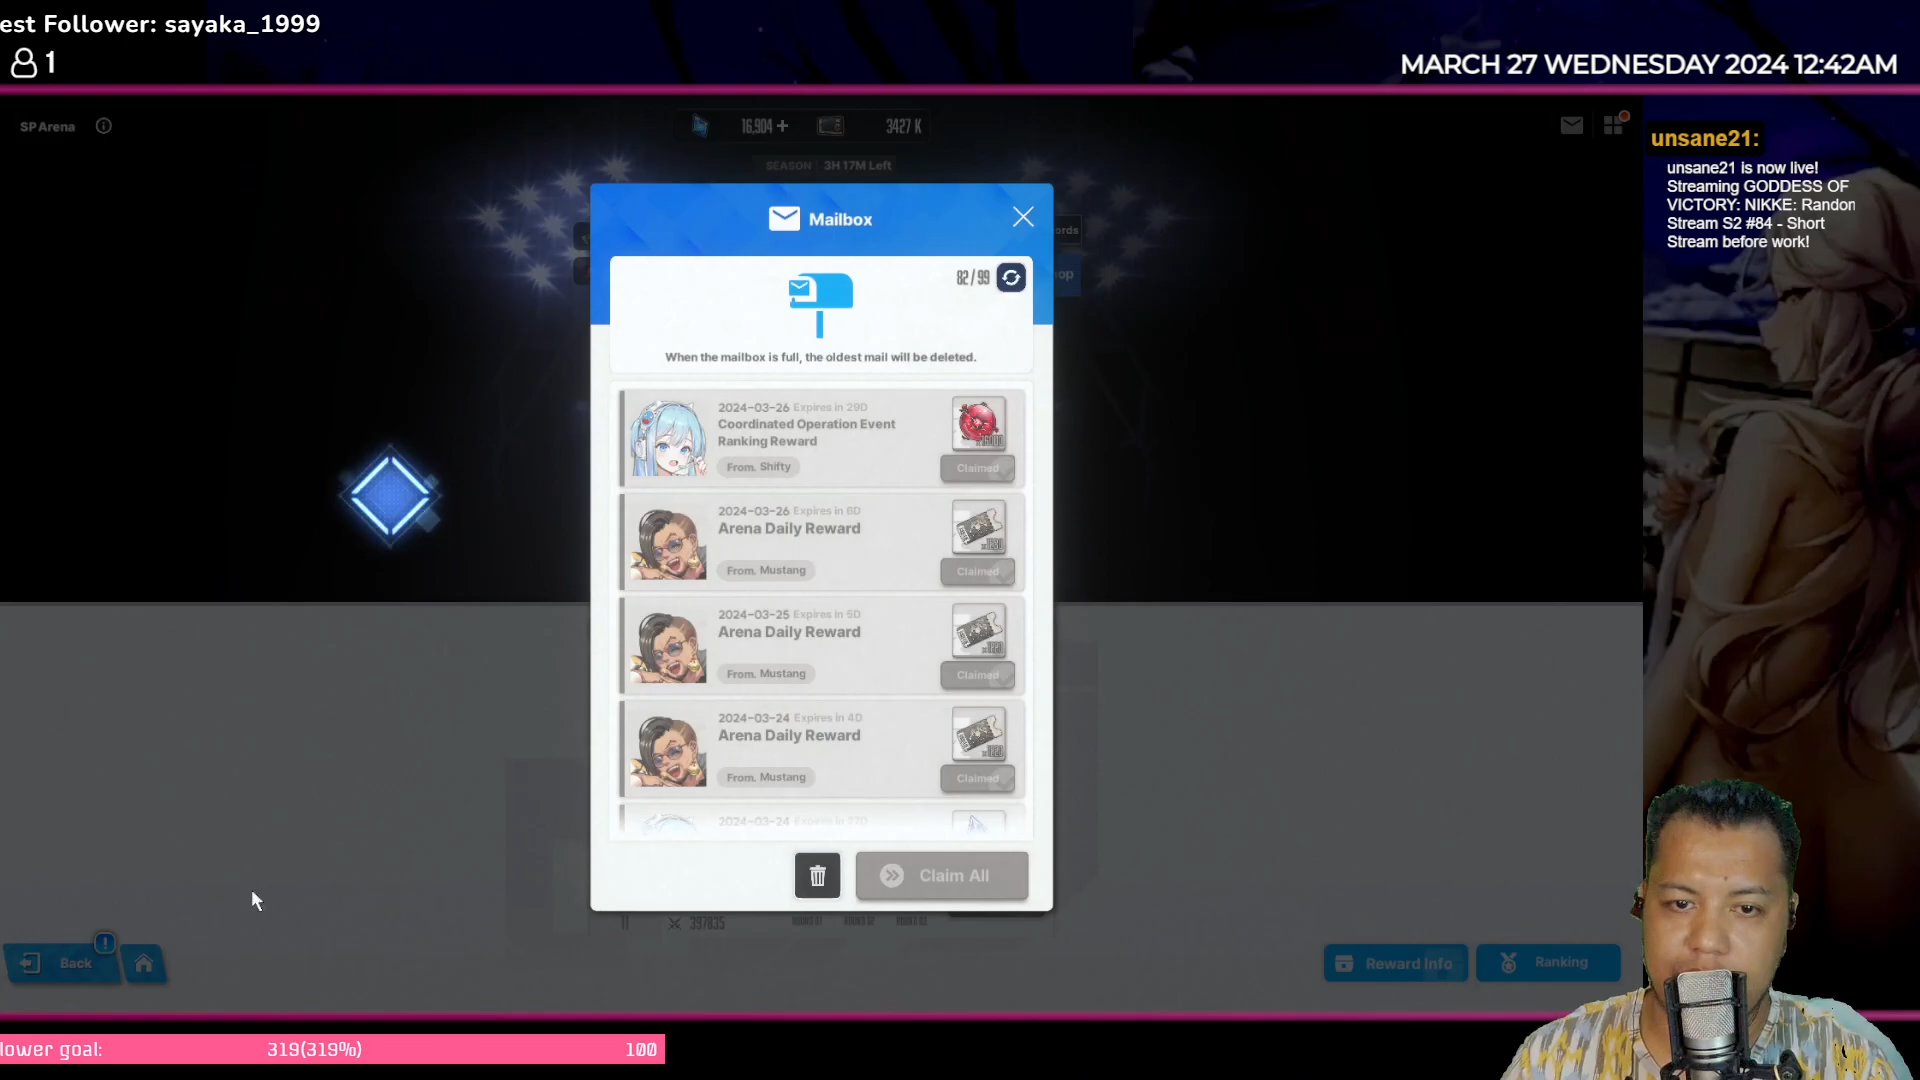 est Follower: sayaka_1999
1
MARCH 27 WEDNESDAY 2024 12:42AM
SP Arena
16,904 +
3427 K
SEASON 3H 17M Left
unsane21:
unsane21 is now live!
Streaming GODDESS OF
VICTORY: NIKKE: Randon
Stream S2 #84 - Short
Stream before work!
Mailbox
ords
op
82/99
When the mailbox is full, the oldest mail will be deleted.
2024-03-26 Expires in 29D
Coordinated Operation Event
Ranking Reward
From. Shifty
Claimed
2024-03-26 Expires in 6D
Arena Daily Reward
From. Mustang
Claimed
2024-03-25 Expires in 5D
Arena Daily Reward
From. Mustang
Claimed
2024-03-24 Expires in 4D
Arena Daily Reward
From. Mustang
Claimed
2024-03-24 Expires in 27D
Claim All
397835
Back
Reward Info
Ranking
lower goal:
319(319%)
100